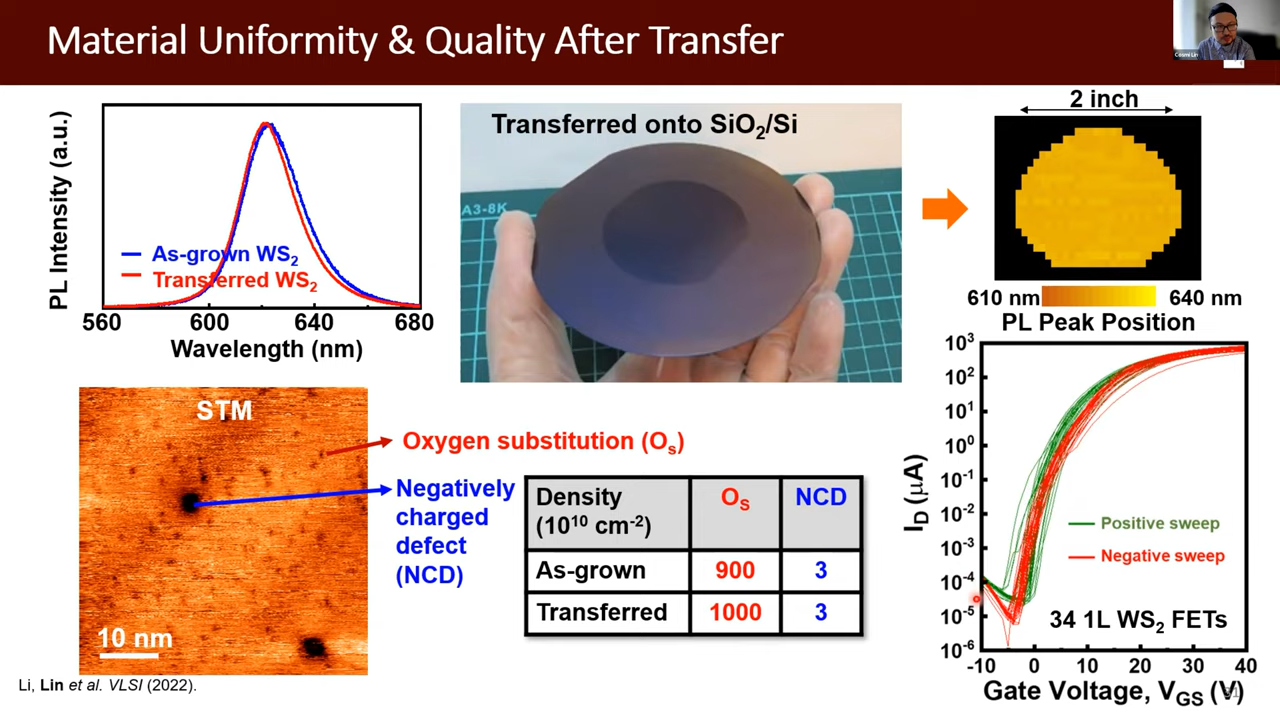 Material Uniformity & Quality After Transfer
Cosmi Lin
PL Intensity (a.u.)
As-grown WS₂
Transferred WS₂
560 600 640 680
Wavelength (nm)
Transferred onto SiO₂/Si
A3-8K
2 inch
610 nm 640 nm
PL Peak Position
STM
10 nm
Oxygen substitution (Oₛ)
Negatively
charged
defect
(NCD)
Density
(10¹⁰ cm⁻²)
Oₛ
NCD
As-grown 900 3
Transferred 1000 3
I_D (μA)
10³
10²
10¹
10⁰
10⁻¹
10⁻²
10⁻³
10⁻⁴
10⁻⁵
10⁻⁶
Positive sweep
Negative sweep
34 1L WS₂ FETs
-10 0 10 20 30 40
Gate Voltage, V_GS (V)
Li, Lin et al. VLSI (2022).